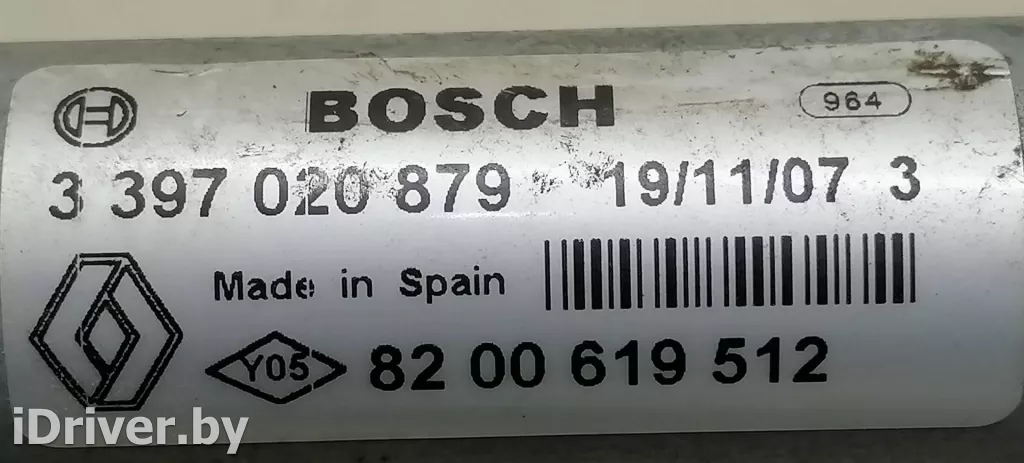 BOSCH 964
3 397 020 879 19/11/07 3
Made in Spain
Y05 82 00 619 512
iDriver.by